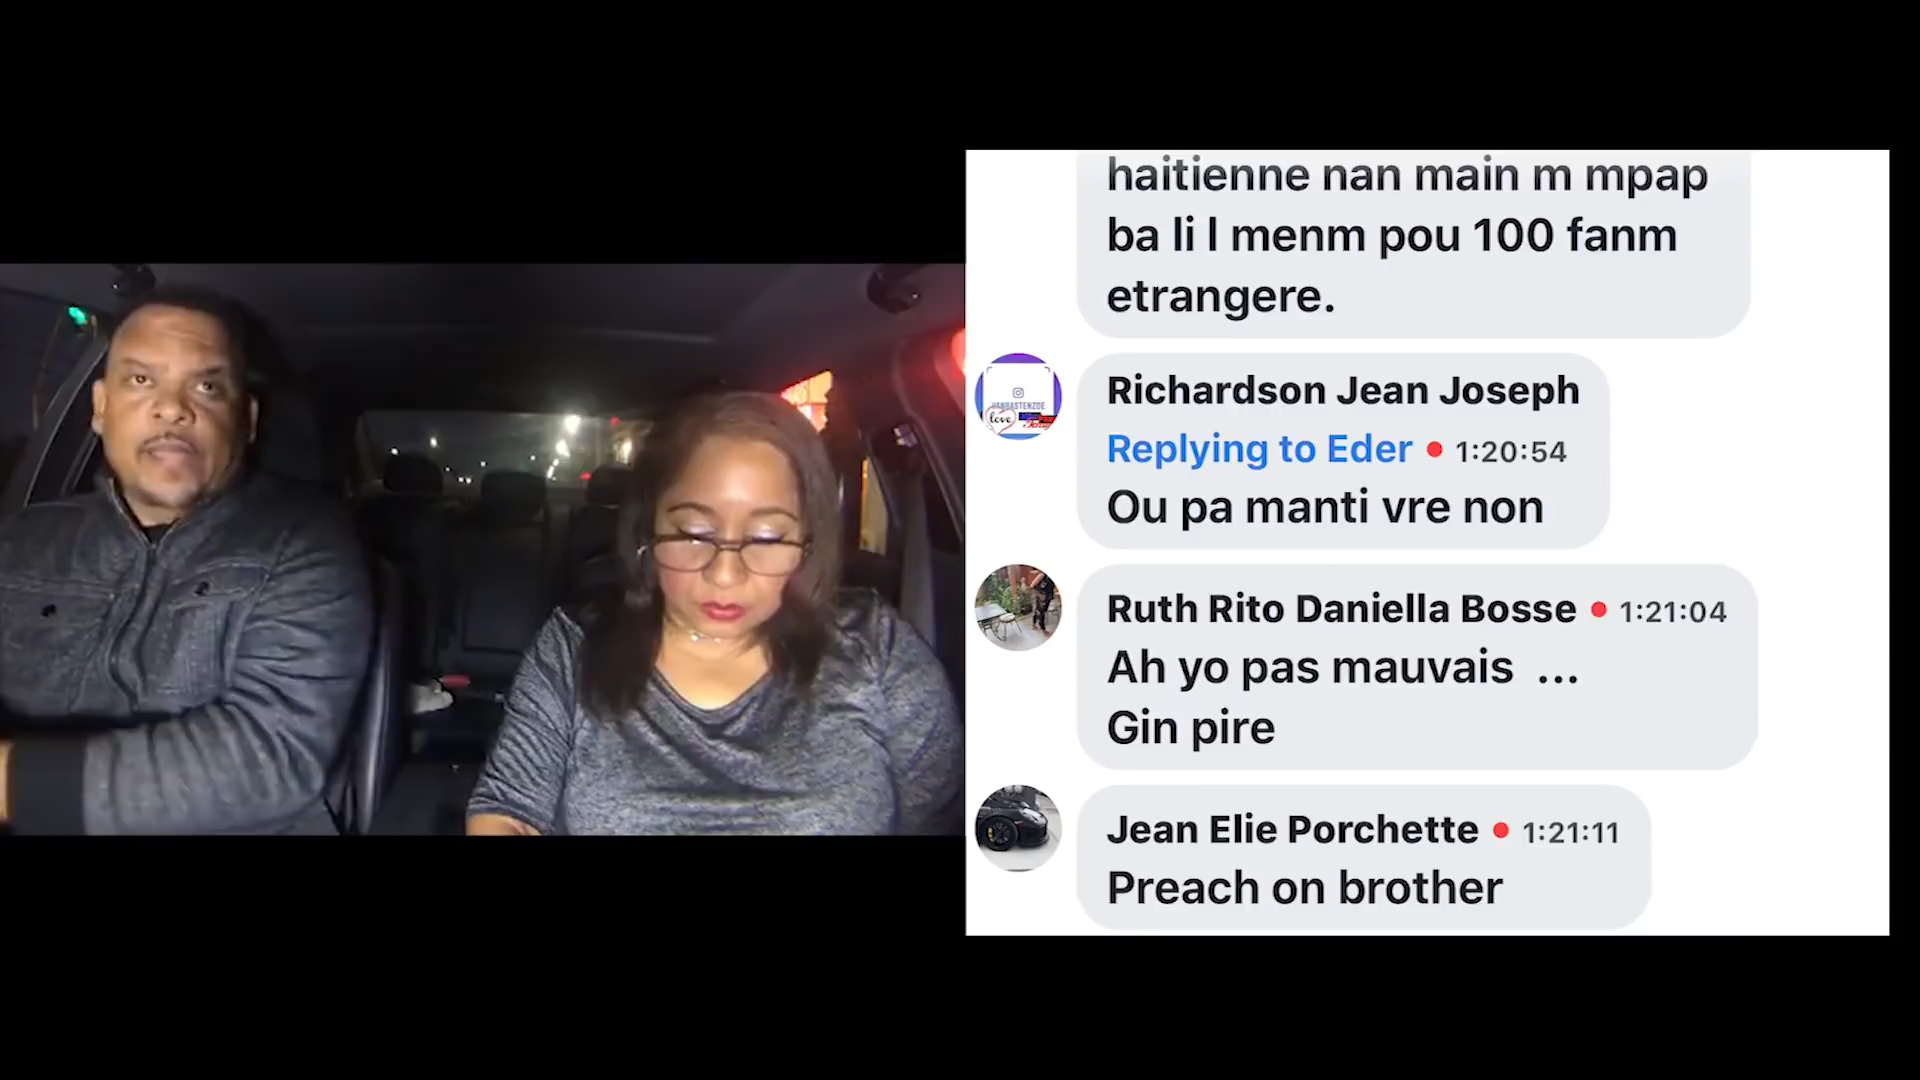 haitienne nan main m mpap
ba li l menm pou 100 fanm
etrangere.
Richardson Jean Joseph
Replying to Eder • 1:20:54
Ou pa manti vre non
Ruth Rito Daniella Bosse • 1:21:04
Ah yo pas mauvais ...
Gin pire
Jean Elie Porchette • 1:21:11
Preach on brother
love